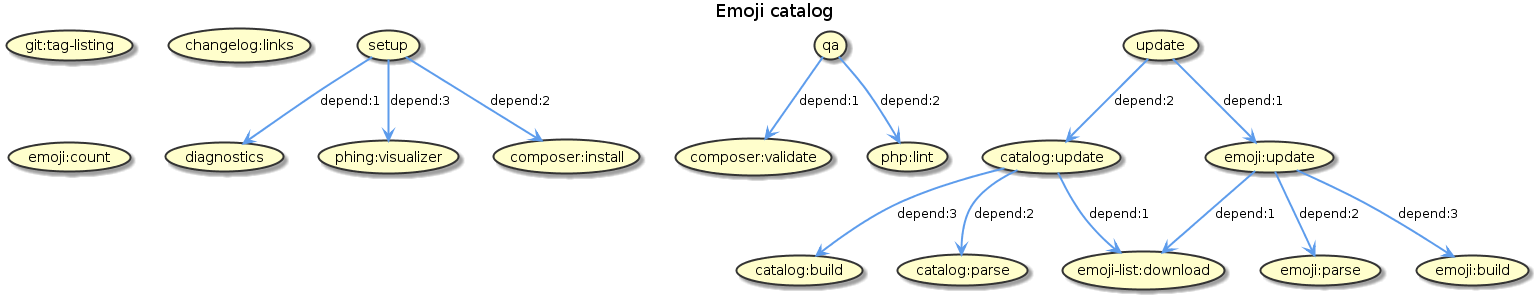 Emoji catalog
git:tag-listing
changelog:links
setup
qa
update
depend:1
depend:3
depend:2
depend:1
depend:2
depend:2
depend:1
emoji:count
diagnostics
phing:visualizer
composer:install
composer:validate
php:lint
catalog:update
emoji:update
depend:3
depend:2
depend:1
depend:1
depend:2
depend:3
catalog:build
catalog:parse
emoji-list:download
emoji:parse
emoji:build